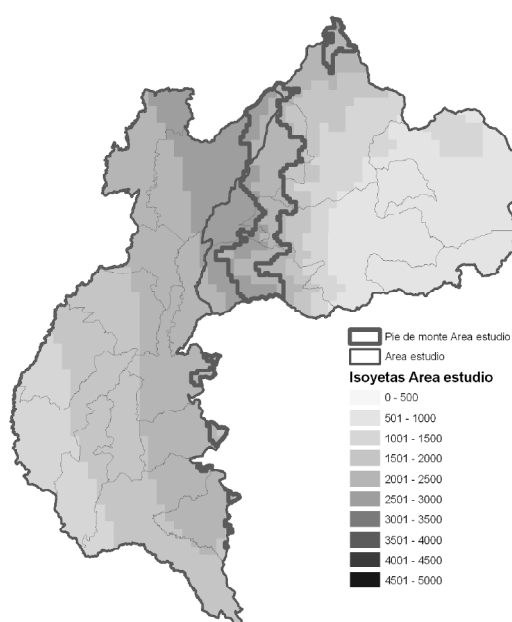 Pie de monte Area estudio
Area estudio
Isoyetas Area estudio
0 - 500
501 - 1000
1001 - 1500
1501 - 2000
2001 - 2500
2501 - 3000
3001 - 3500
3501 - 4000
4001 - 4500
4501 - 5000